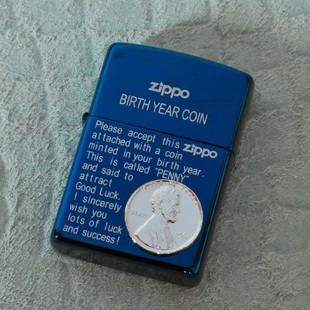 zippo
BIRTH YEAR COIN
Please accept this zippo
attached with a coin
minted in your birth year.
This is called "PENNY"
and said to
attract
Good Luck.
I sincerely
wish you
lots of luck
and success!